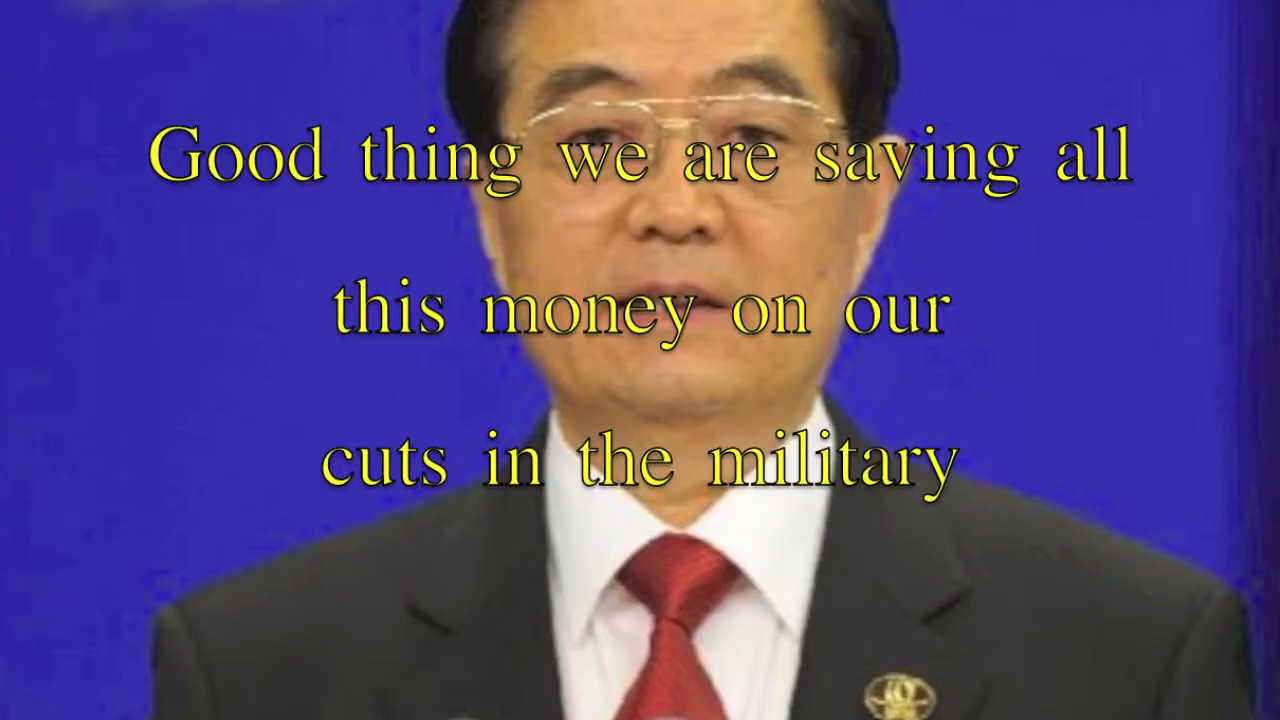 Good thing we are saving all
this money on our
cuts in the military